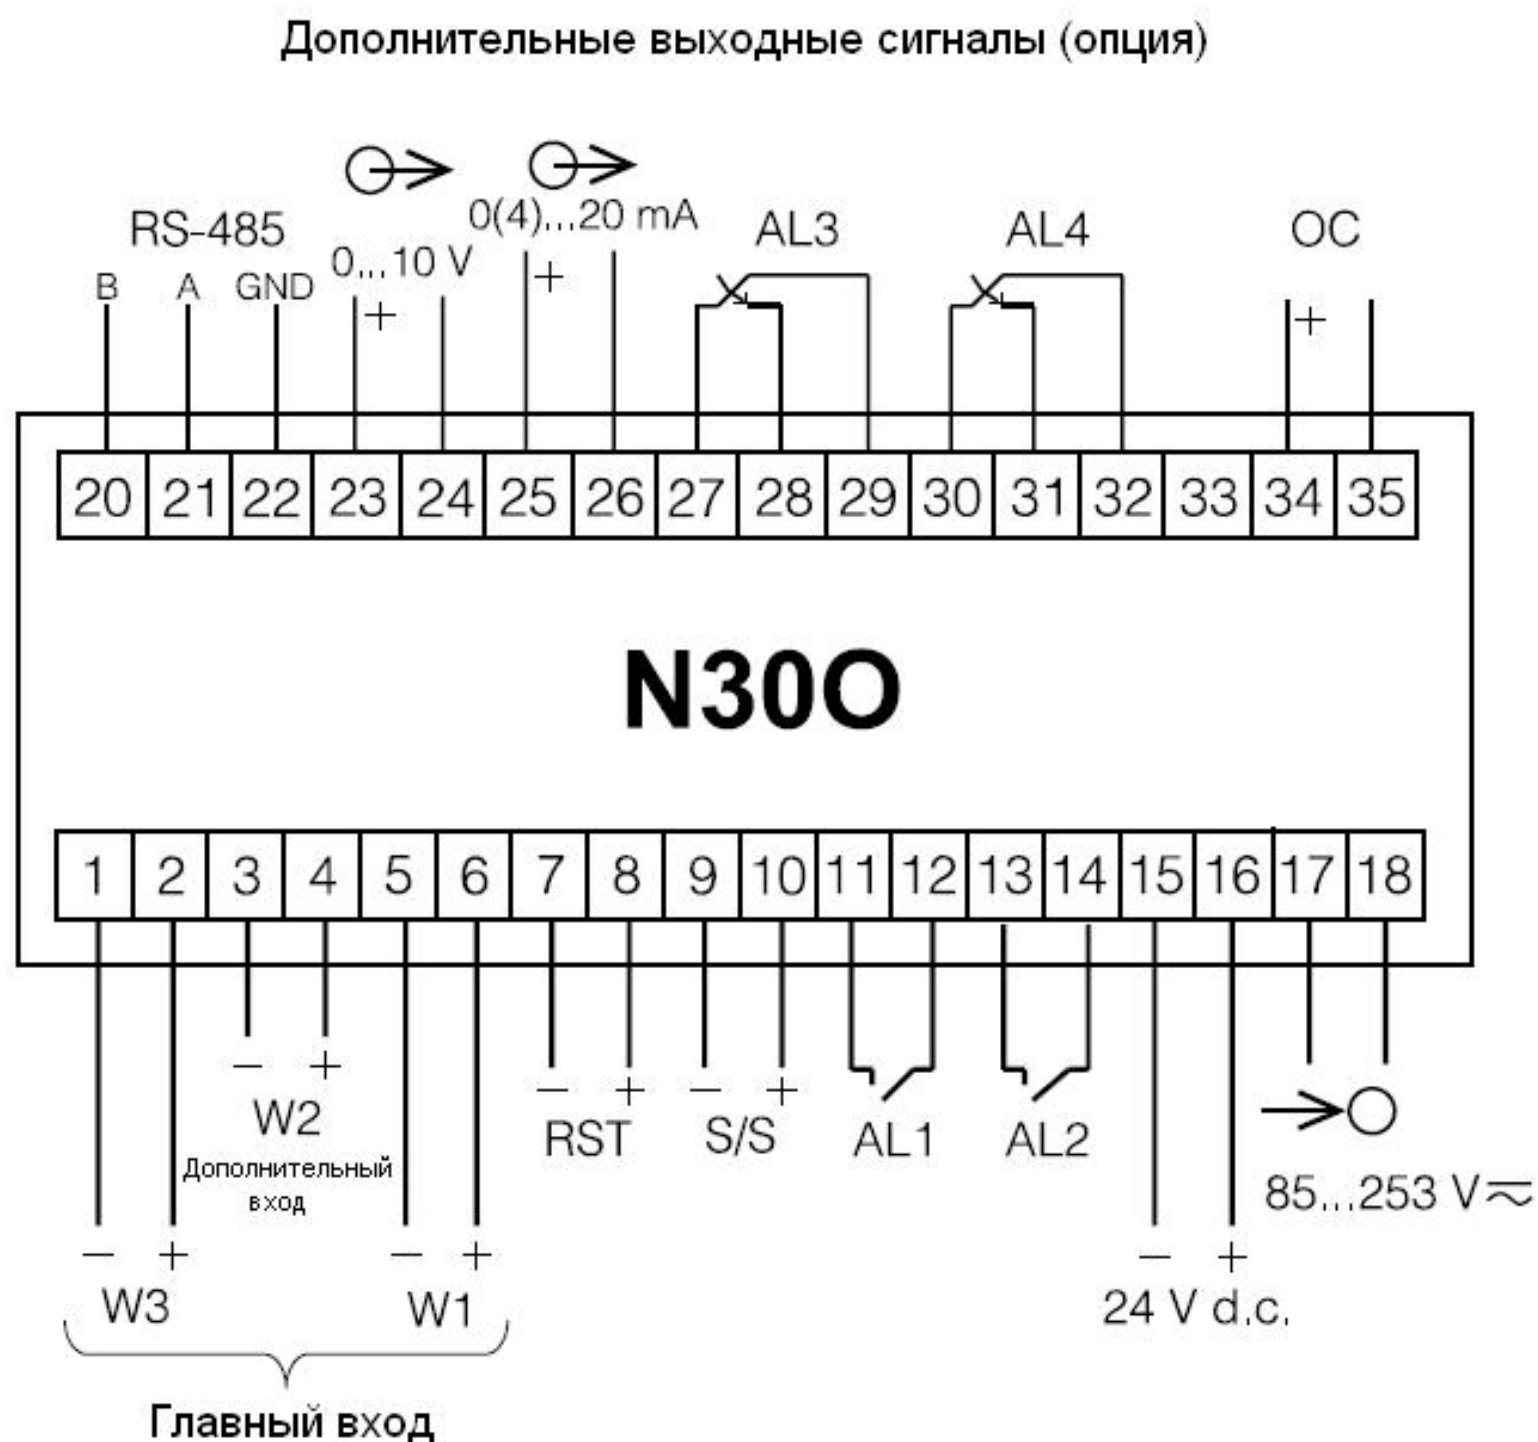 Дополнительные выходные сигналы (опция)
0(4)...20 mA
RS-485
AL3
AL4
OC
0...10 V
B A GND
+
+
+
20 21 22 23 24 25 26 27 28 29 30 31 32 33 34 35
N30O
1 2 3 4 5 6 7 8 9 10 11 12 13 14 15 16 17 18
− +
W2
Дополнительный
вход
− +
RST
− +
S/S
AL1
AL2
85...253 V
− +
W3
− +
W1
− +
24 V d.c.
Главный вход